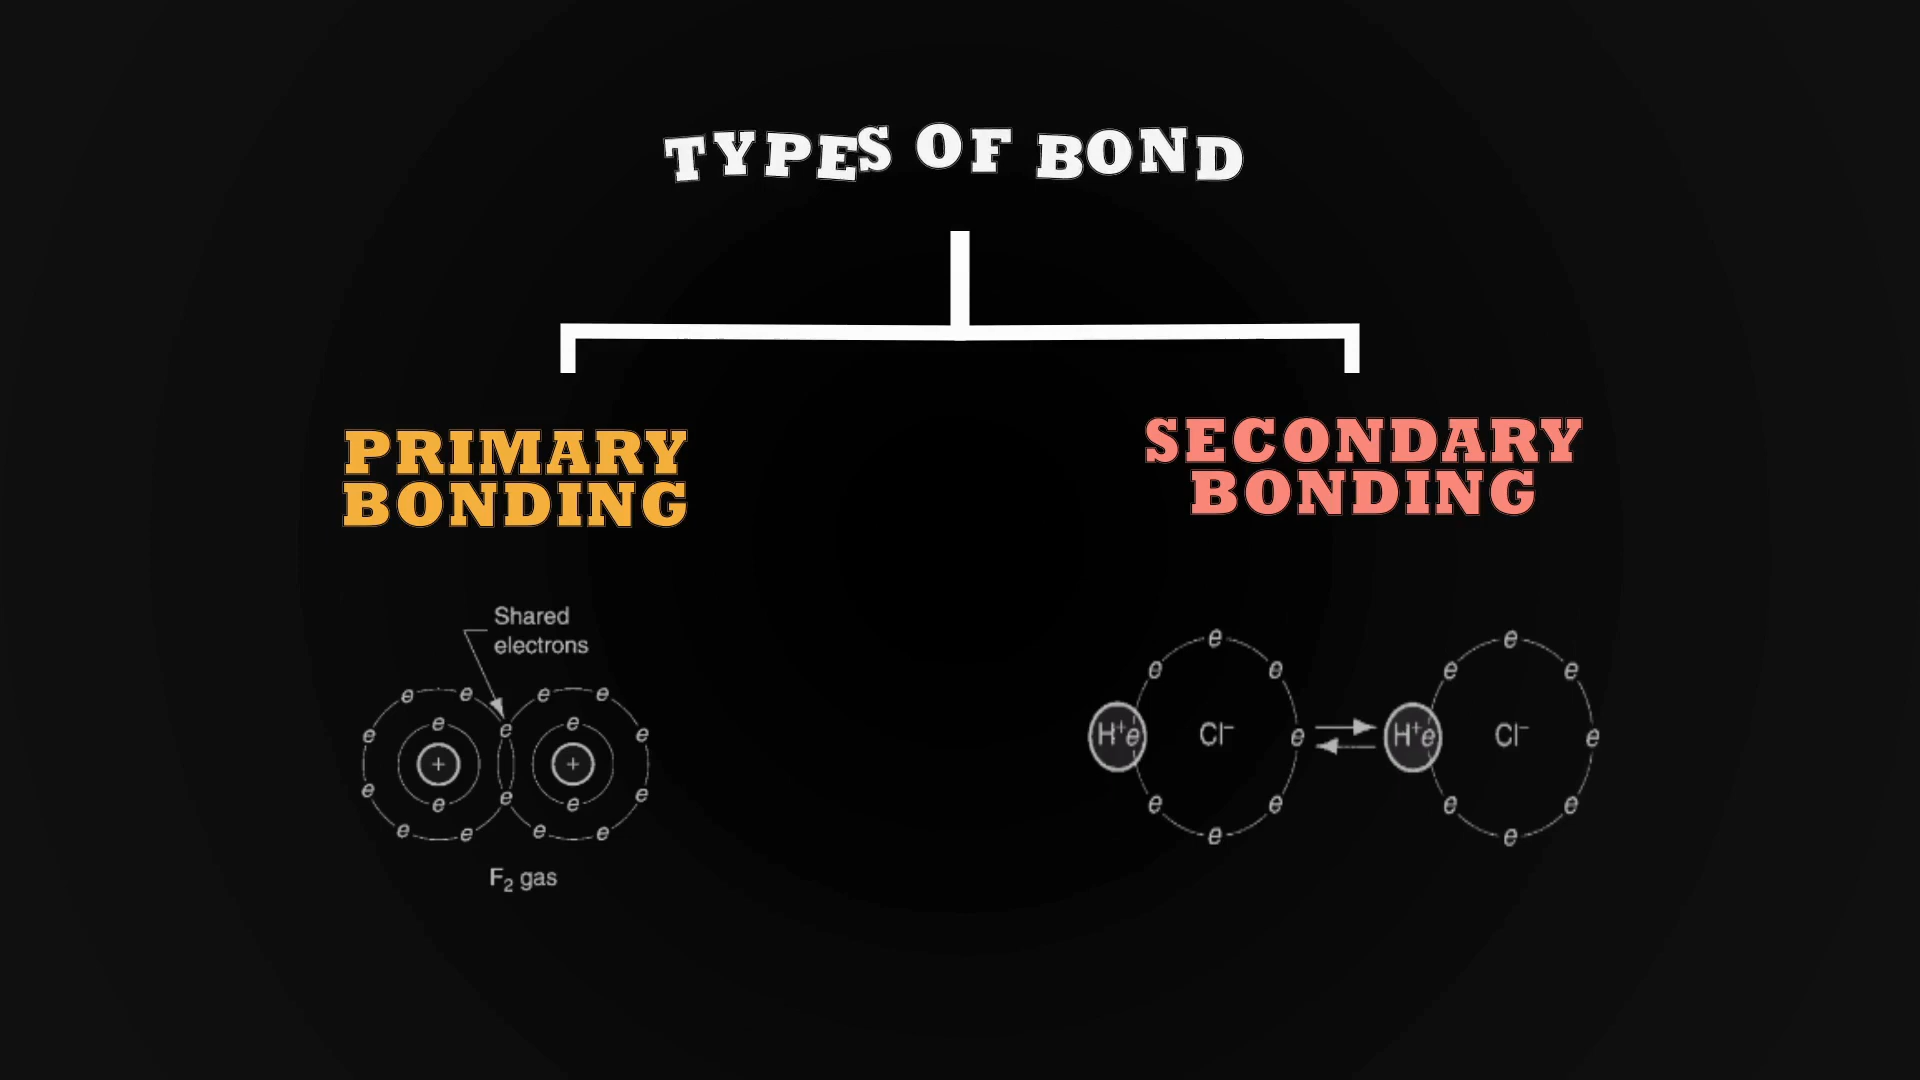 TYPES OF BOND
PRIMARY
BONDING
SECONDARY
BONDING
Shared
electrons
e e e e
e e e e e
+ +
e e e e e
e e e e
F₂ gas
e e
e e e e
H⁺e Cl⁻ e H⁺e Cl⁻ e
e e e e
e e